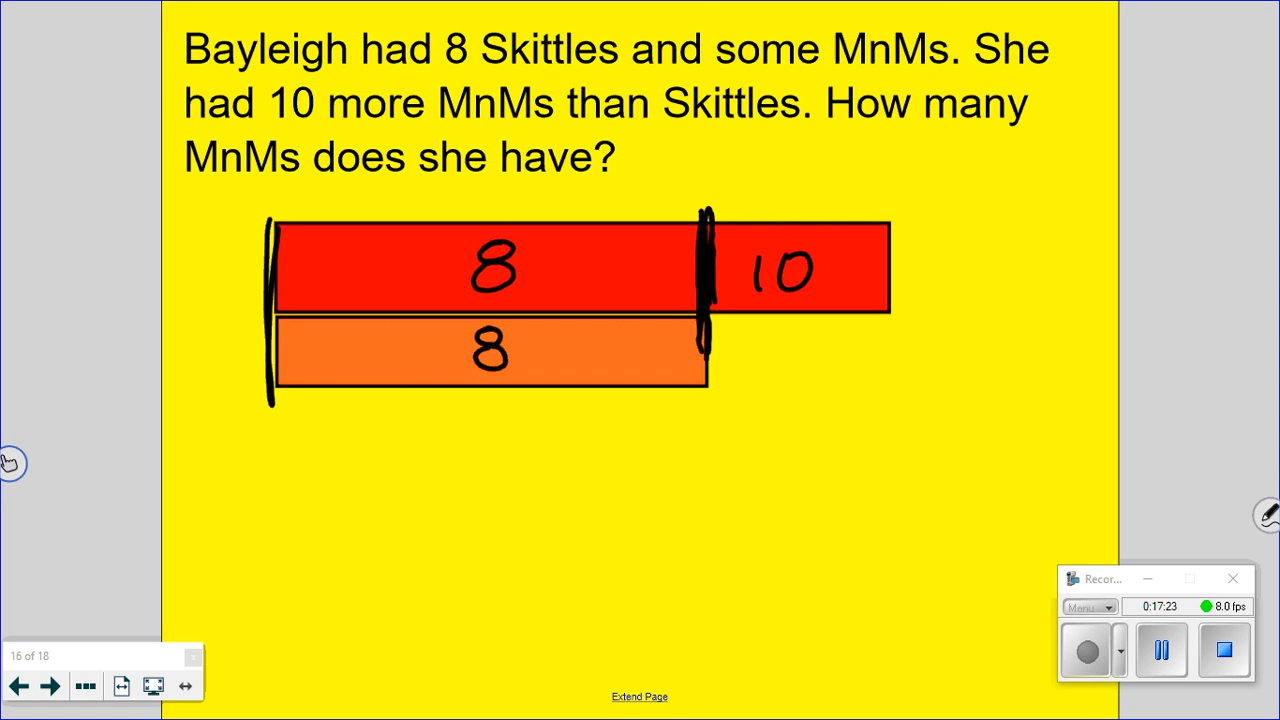 Bayleigh had 8 Skittles and some MnMs. She
had 10 more MnMs than Skittles. How many
MnMs does she have?
8 10
8
16 of 18
x
Recor...
Menu
0:17:23
8.0 fps
Extend Page